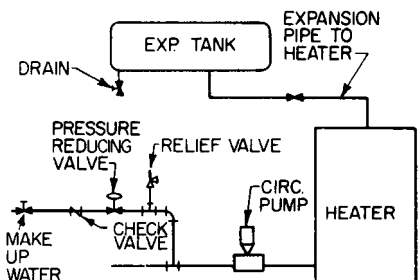 EXP. TANK
EXPANSION
PIPE TO
HEATER
DRAIN
PRESSURE
REDUCING
VALVE
RELIEF VALVE
CIRC.
PUMP
HEATER
CHECK
VALVE
MAKE
UP
WATER